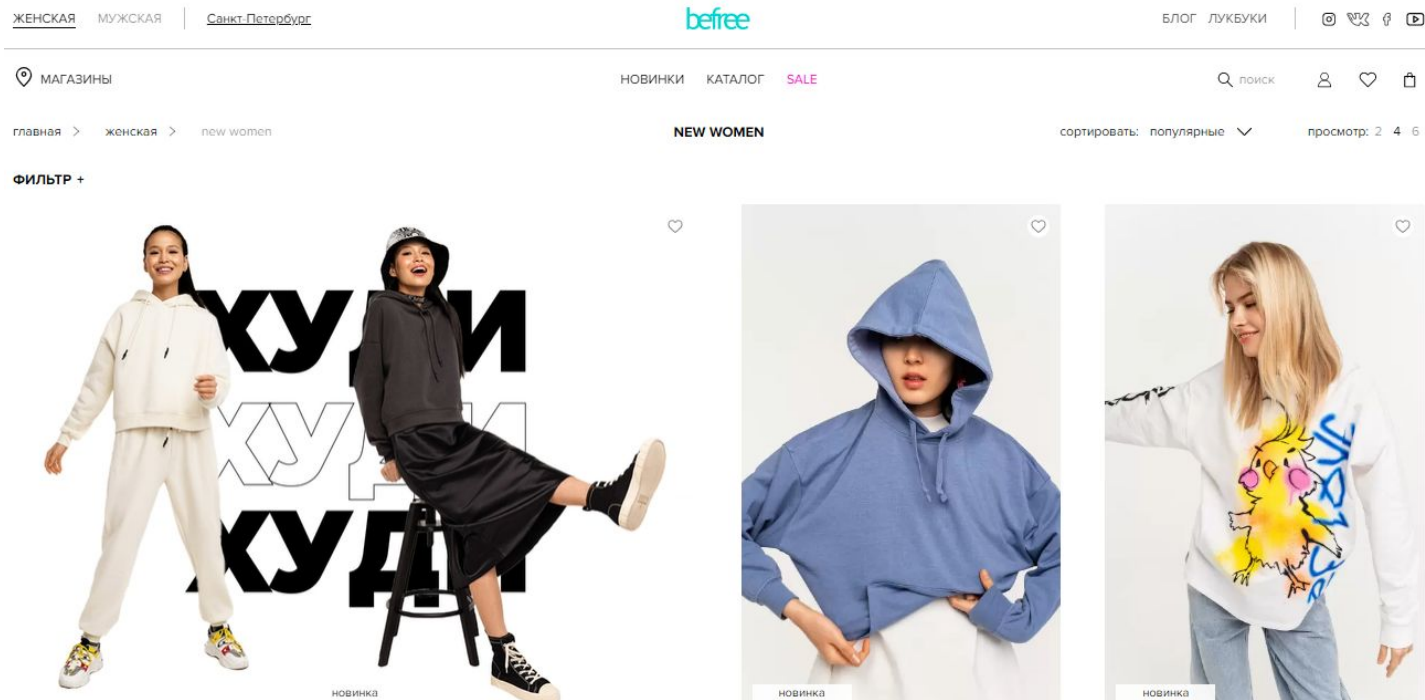 ЖЕНСКАЯ МУЖСКАЯ Санкт-Петербург befree БЛОГ ЛУКБУКИ
МАГАЗИНЫ НОВИНКИ КАТАЛОГ SALE поиск
главная > женская > new women NEW WOMEN сортировать: популярные просмотр: 2 4 6
ФИЛЬТР +
ХУДИ
ХУДИ
ХУДИ
новинка новинка новинка